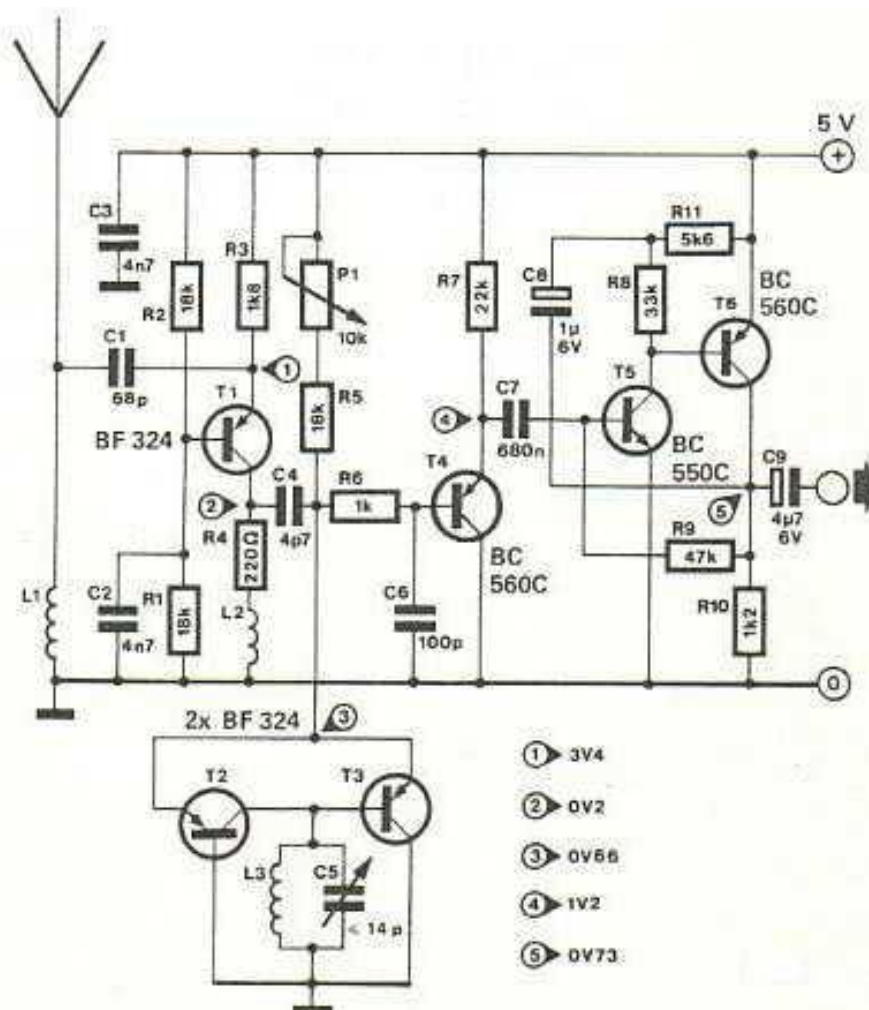 5 V
+
C3
4n7
R2
18k
R3
1k8
P1
10k
R7
22k
C8
1µ
6V
R11
5k6
R8
33k
BC
560C
T6
C1
68p
1
T1
BF 324
R5
18k
4
C7
680n
T5
BC
550C
2
C4
4p7
R4
220Ω
R6
1k
T4
BC
560C
5
C9
4µ7
6V
R9
47k
L1
C2
4n7
R1
18k
L2
C6
100p
R10
1k2
0
2x BF 324
3
T2
T3
L3
C5
< 14p
1 3V4
2 0V2
3 0V66
4 1V2
5 0V73